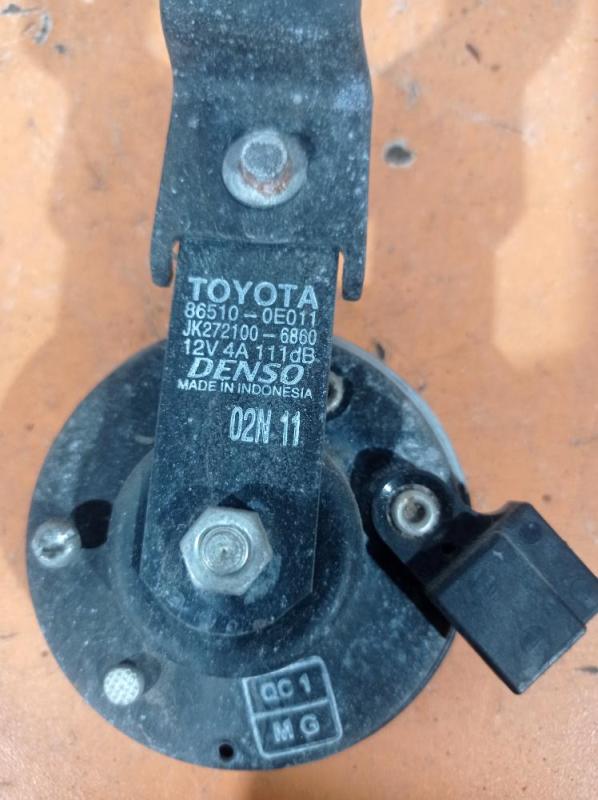 TOYOTA
86510-0E011
JK272100-6860
12V 4A 111dB
DENSO
MADE IN INDONESIA
02N 11
QC 1
M G